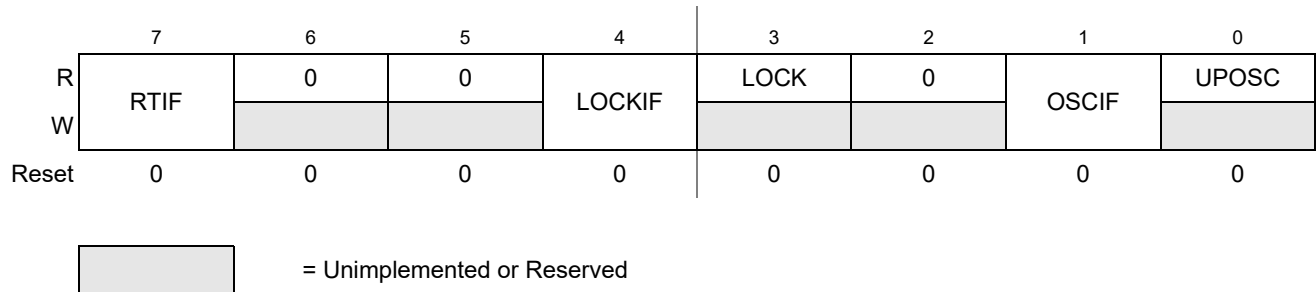 7 6 5 4 3 2 1 0
R RTIF 0 0 LOCKIF LOCK 0 OSCIF UPOSC
W
Reset 0 0 0 0 0 0 0 0
= Unimplemented or Reserved